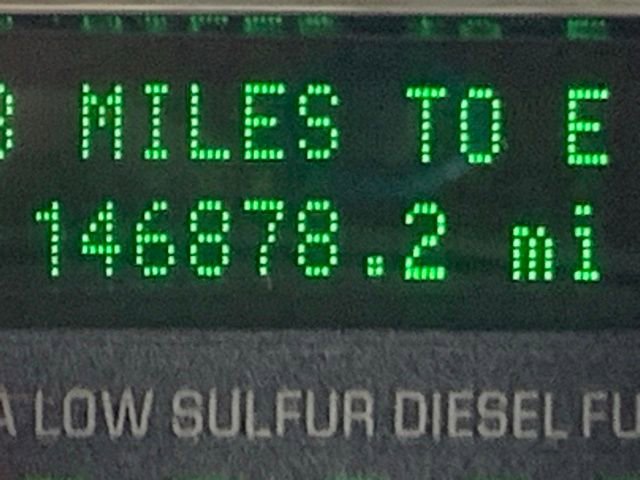 MILES TO E
146878.2 mi
A LOW SULFUR DIESEL FU